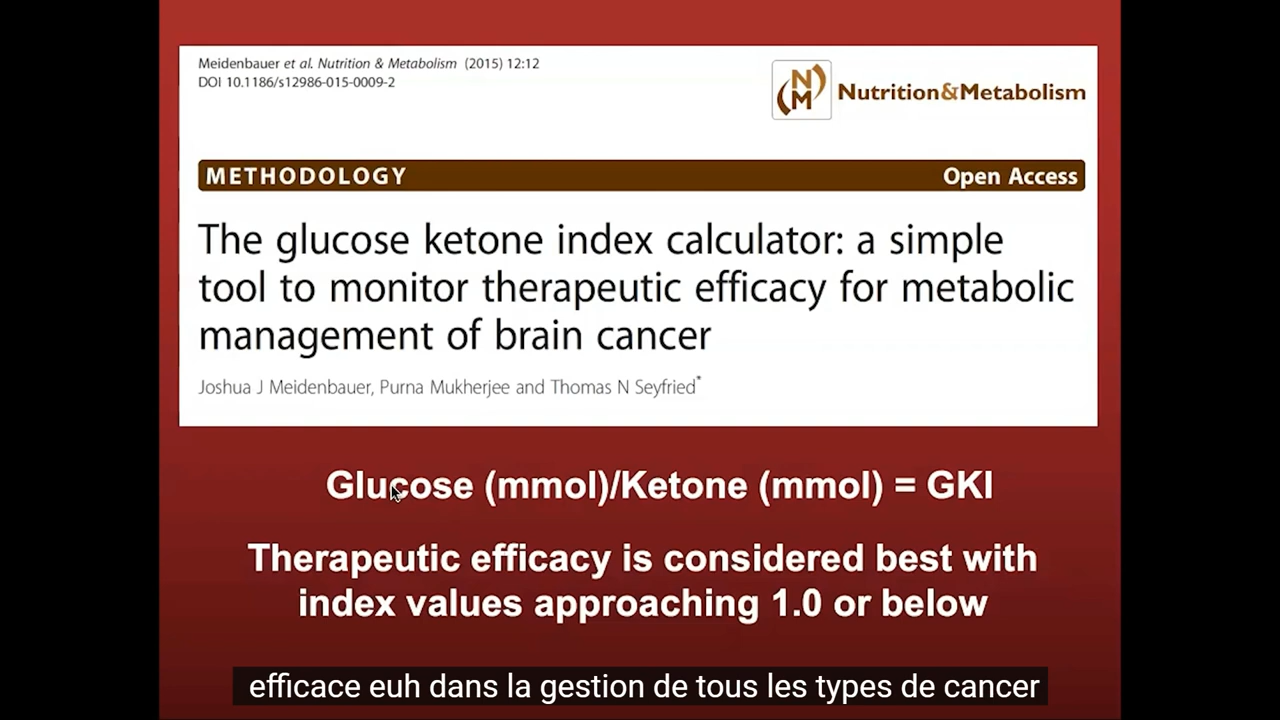 Meidenbauer et al. Nutrition & Metabolism (2015) 12:12
DOI 10.1186/s12986-015-0009-2
NM Nutrition&Metabolism
METHODOLOGY Open Access
The glucose ketone index calculator: a simple
tool to monitor therapeutic efficacy for metabolic
management of brain cancer
Joshua J Meidenbauer, Purna Mukherjee and Thomas N Seyfried*
Glucose (mmol)/Ketone (mmol) = GKI
Therapeutic efficacy is considered best with
index values approaching 1.0 or below
efficace euh dans la gestion de tous les types de cancer